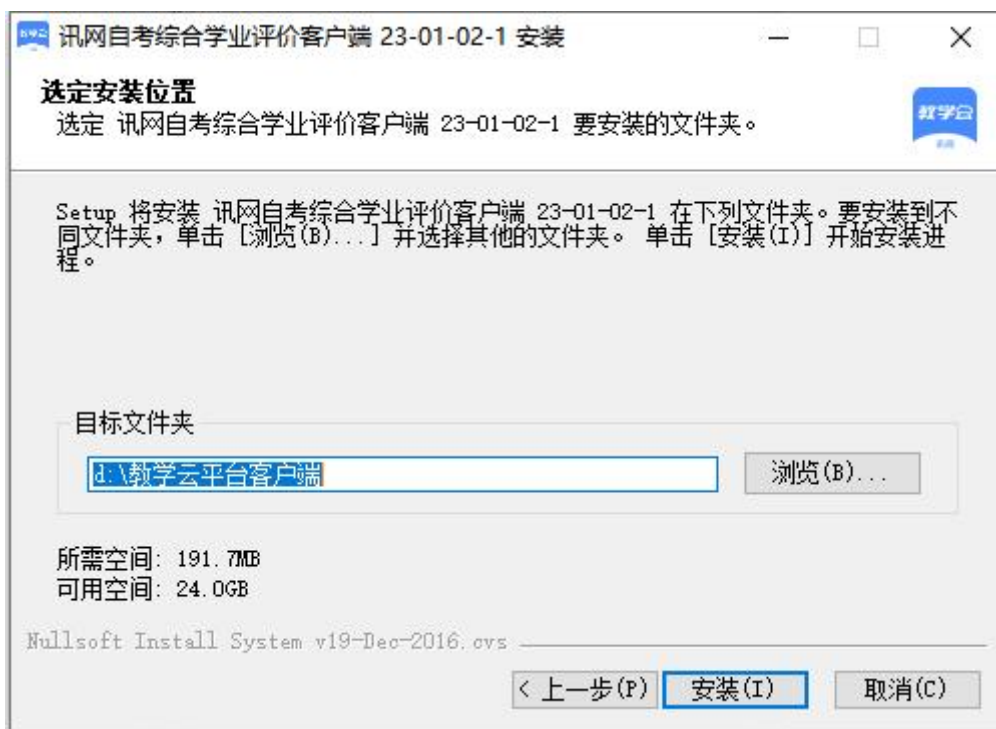 讯网自考综合学业评价客户端 23-01-02-1 安装
选定安装位置
选定 讯网自考综合学业评价客户端 23-01-02-1 要安装的文件夹。
教学云
Setup 将安装 讯网自考综合学业评价客户端 23-01-02-1 在下列文件夹。要安装到不
同文件夹，单击 [浏览(B)...] 并选择其他的文件夹。 单击 [安装(I)] 开始安装进
程。
目标文件夹
d:\教学云平台客户端
浏览(B)...
所需空间: 191.7MB
可用空间: 24.0GB
Nullsoft Install System v19-Dec-2016.cvs
< 上一步(P)
安装(I)
取消(C)